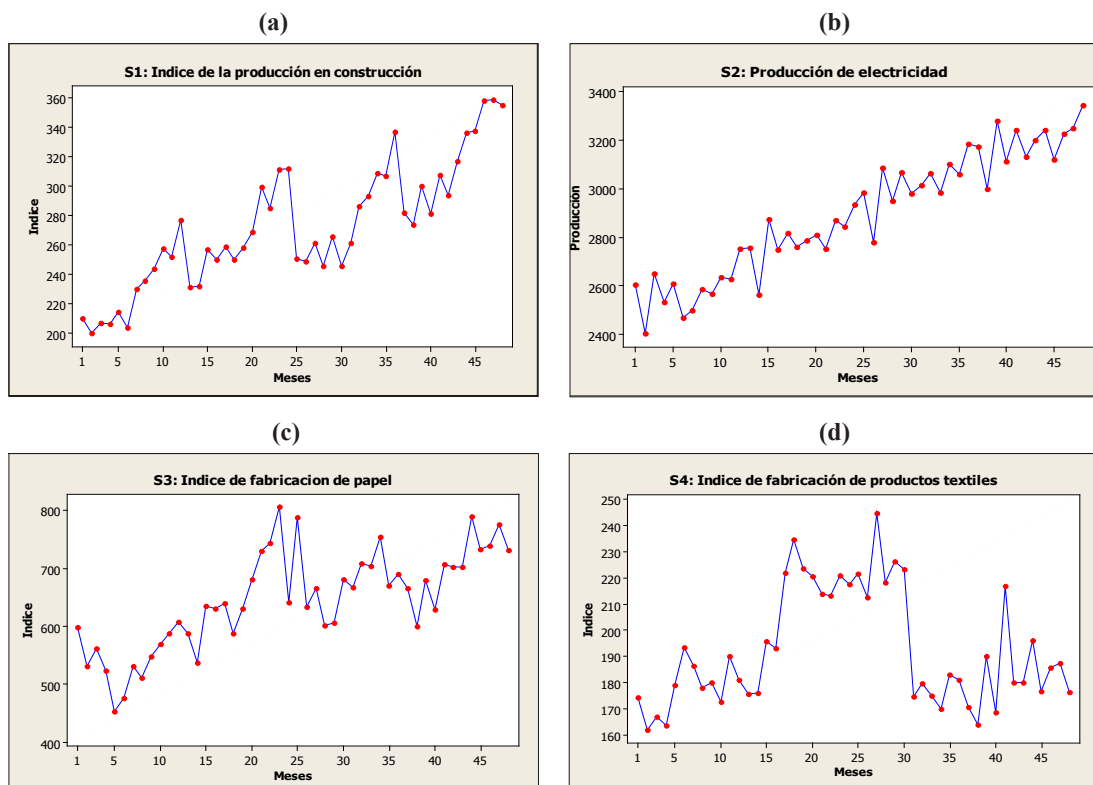 (a)
S1: Indice de la producción en construcción
Indice
360
340
320
300
280
260
240
220
200
1 5 10 15 20 25 30 35 40 45
Meses
(b)
S2: Producción de electricidad
Producción
3400
3200
3000
2800
2600
2400
1 5 10 15 20 25 30 35 40 45
Meses
(c)
S3: Indice de fabricacion de papel
Indice
800
700
600
500
400
1 5 10 15 20 25 30 35 40 45
Meses
(d)
S4: Indice de fabricación de productos textiles
Indice
250
240
230
220
210
200
190
180
170
160
1 5 10 15 20 25 30 35 40 45
Meses